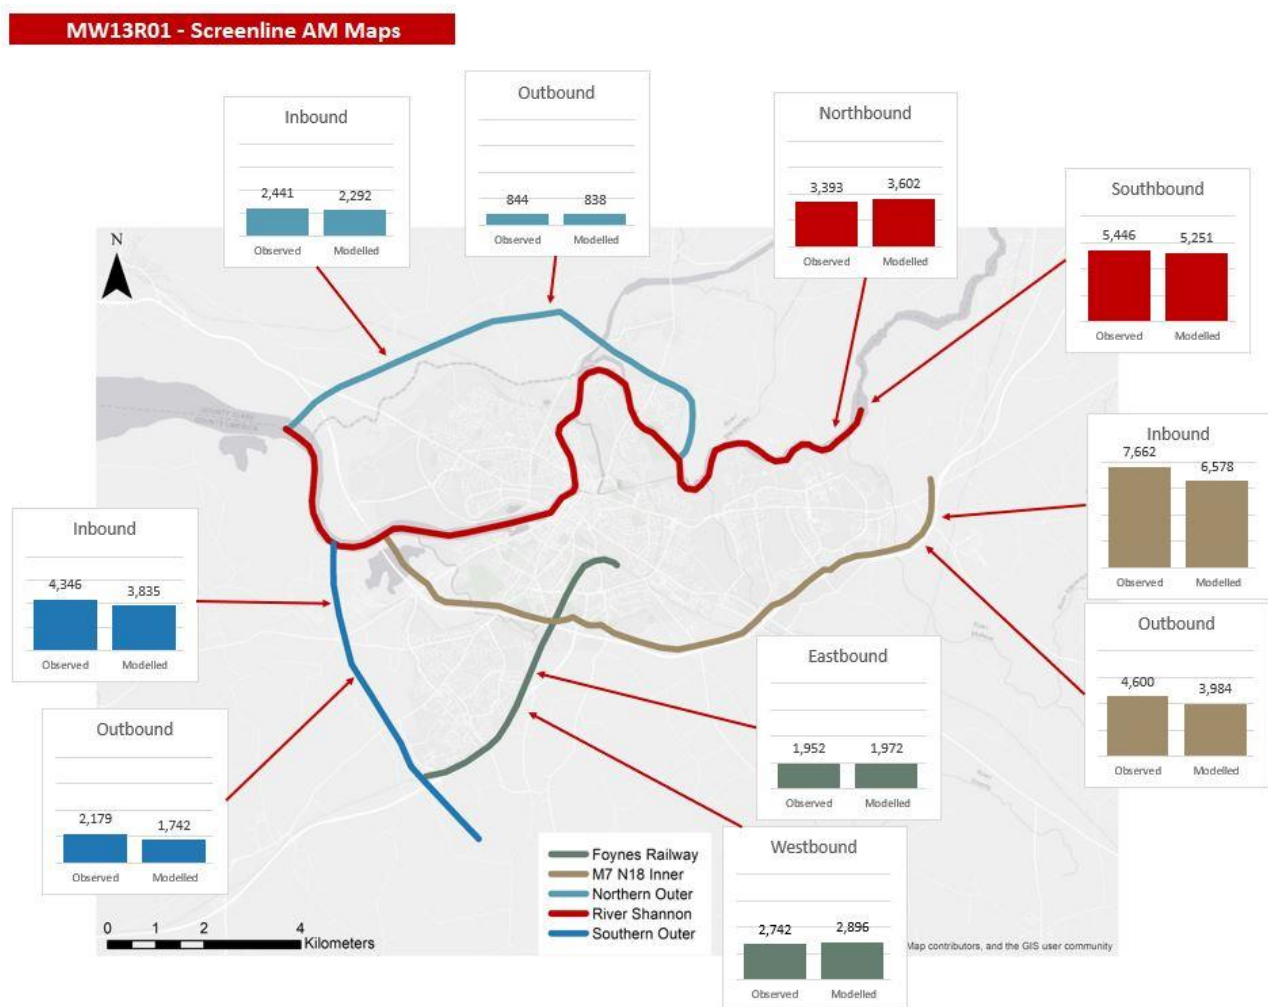 MW13R01 - Screenline AM Maps
Inbound
2,441 2,292
Observed Modelled
Outbound
844 838
Observed Modelled
Northbound
3,393 3,602
Observed Modelled
Southbound
5,446 5,251
Observed Modelled
N
Inbound
7,662 6,578
Observed Modelled
Inbound
4,346 3,835
Observed Modelled
Outbound
4,600 3,984
Observed Modelled
Eastbound
1,952 1,972
Observed Modelled
Outbound
2,179 1,742
Observed Modelled
Westbound
2,742 2,896
Observed Modelled
Foynes Railway
M7 N18 Inner
Northern Outer
River Shannon
Southern Outer
0 1 2 4
Kilometers
Map contributors, and the GIS user community